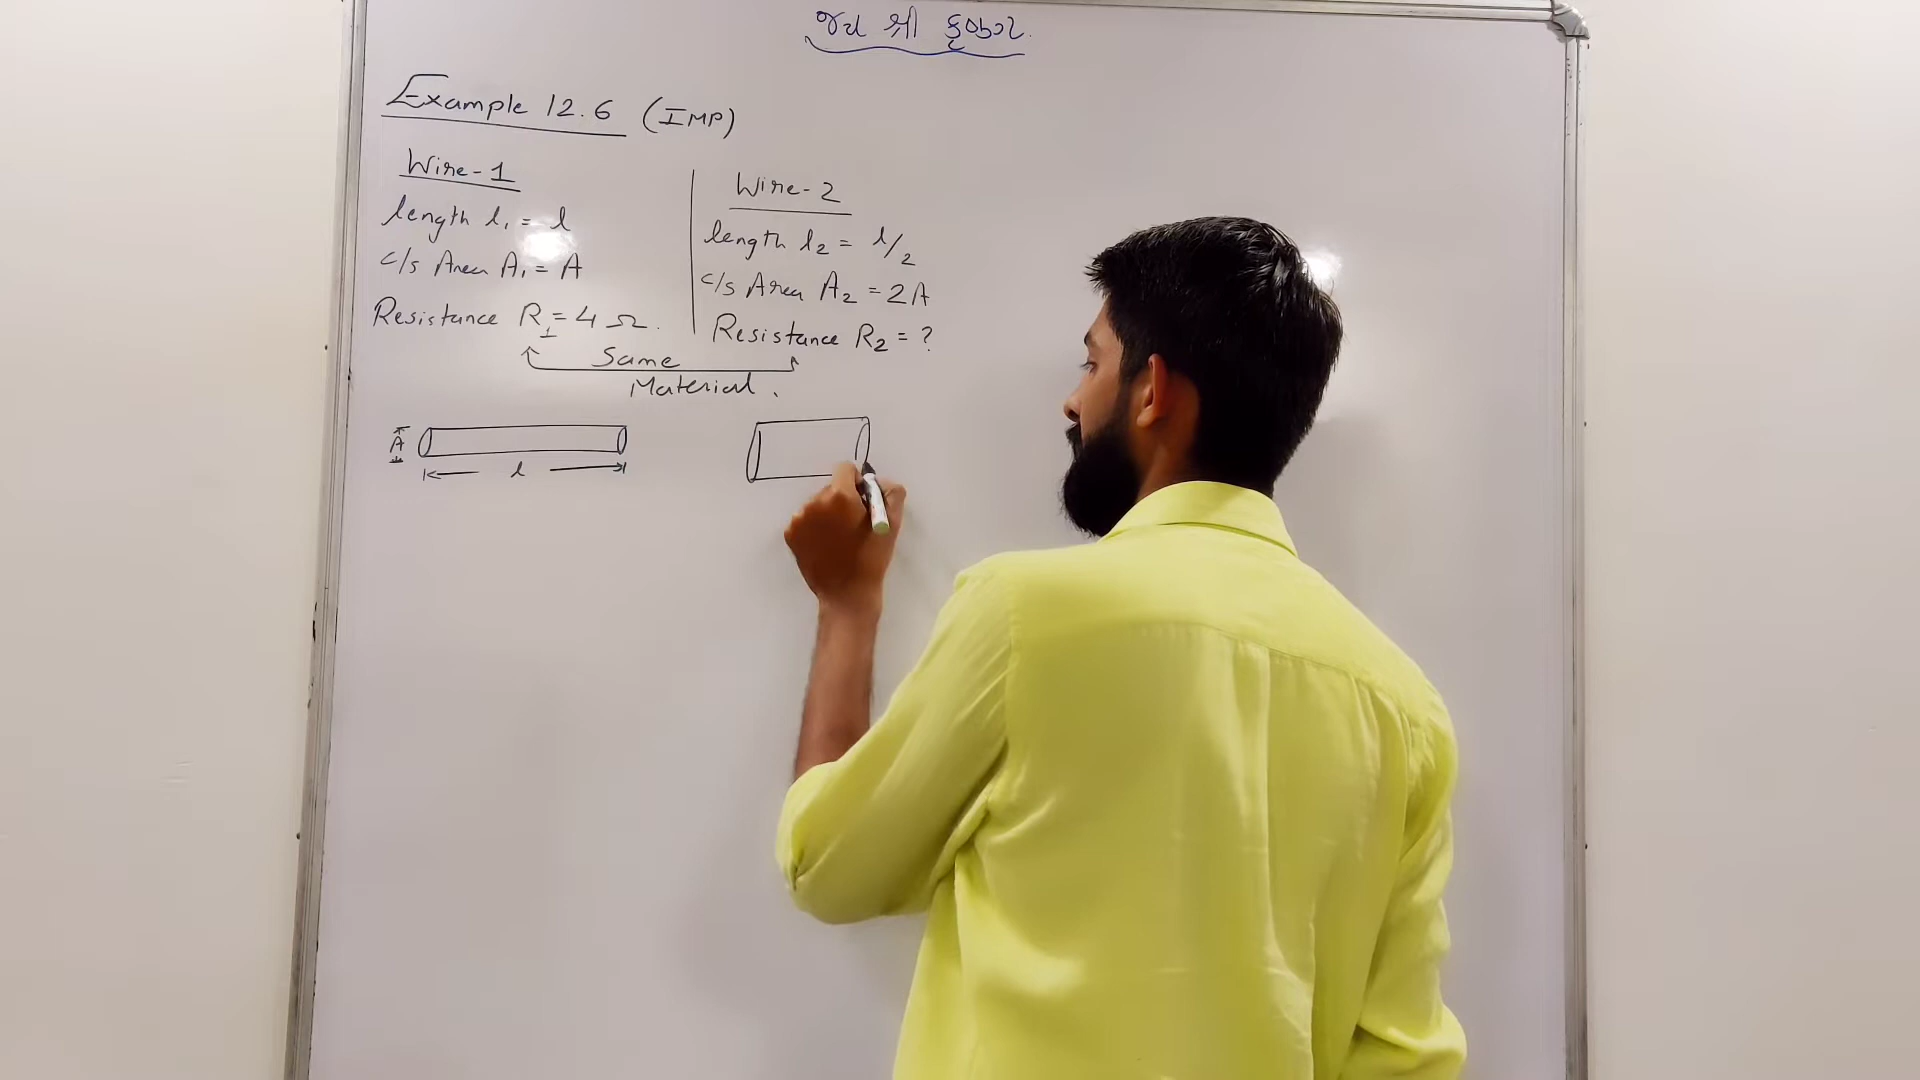 જય શ્રી કૃબેર.
Example 12.6 (IMP)
Wire-1
length l₁ = l
c/s Area A₁ = A
Resistance R₁ = 4 Ω.
Wire-2
length l₂ = l/2
c/s Area A₂ = 2A
Resistance R₂ = ?
Same
Material.
A
l